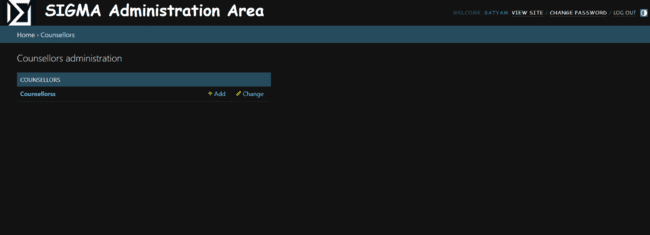 SIGMA Administration Area
WELCOME, SATYAM. VIEW SITE / CHANGE PASSWORD / LOG OUT
Home › Counsellors
Counsellors administration
COUNSELLORS
Counsellorss + Add Change